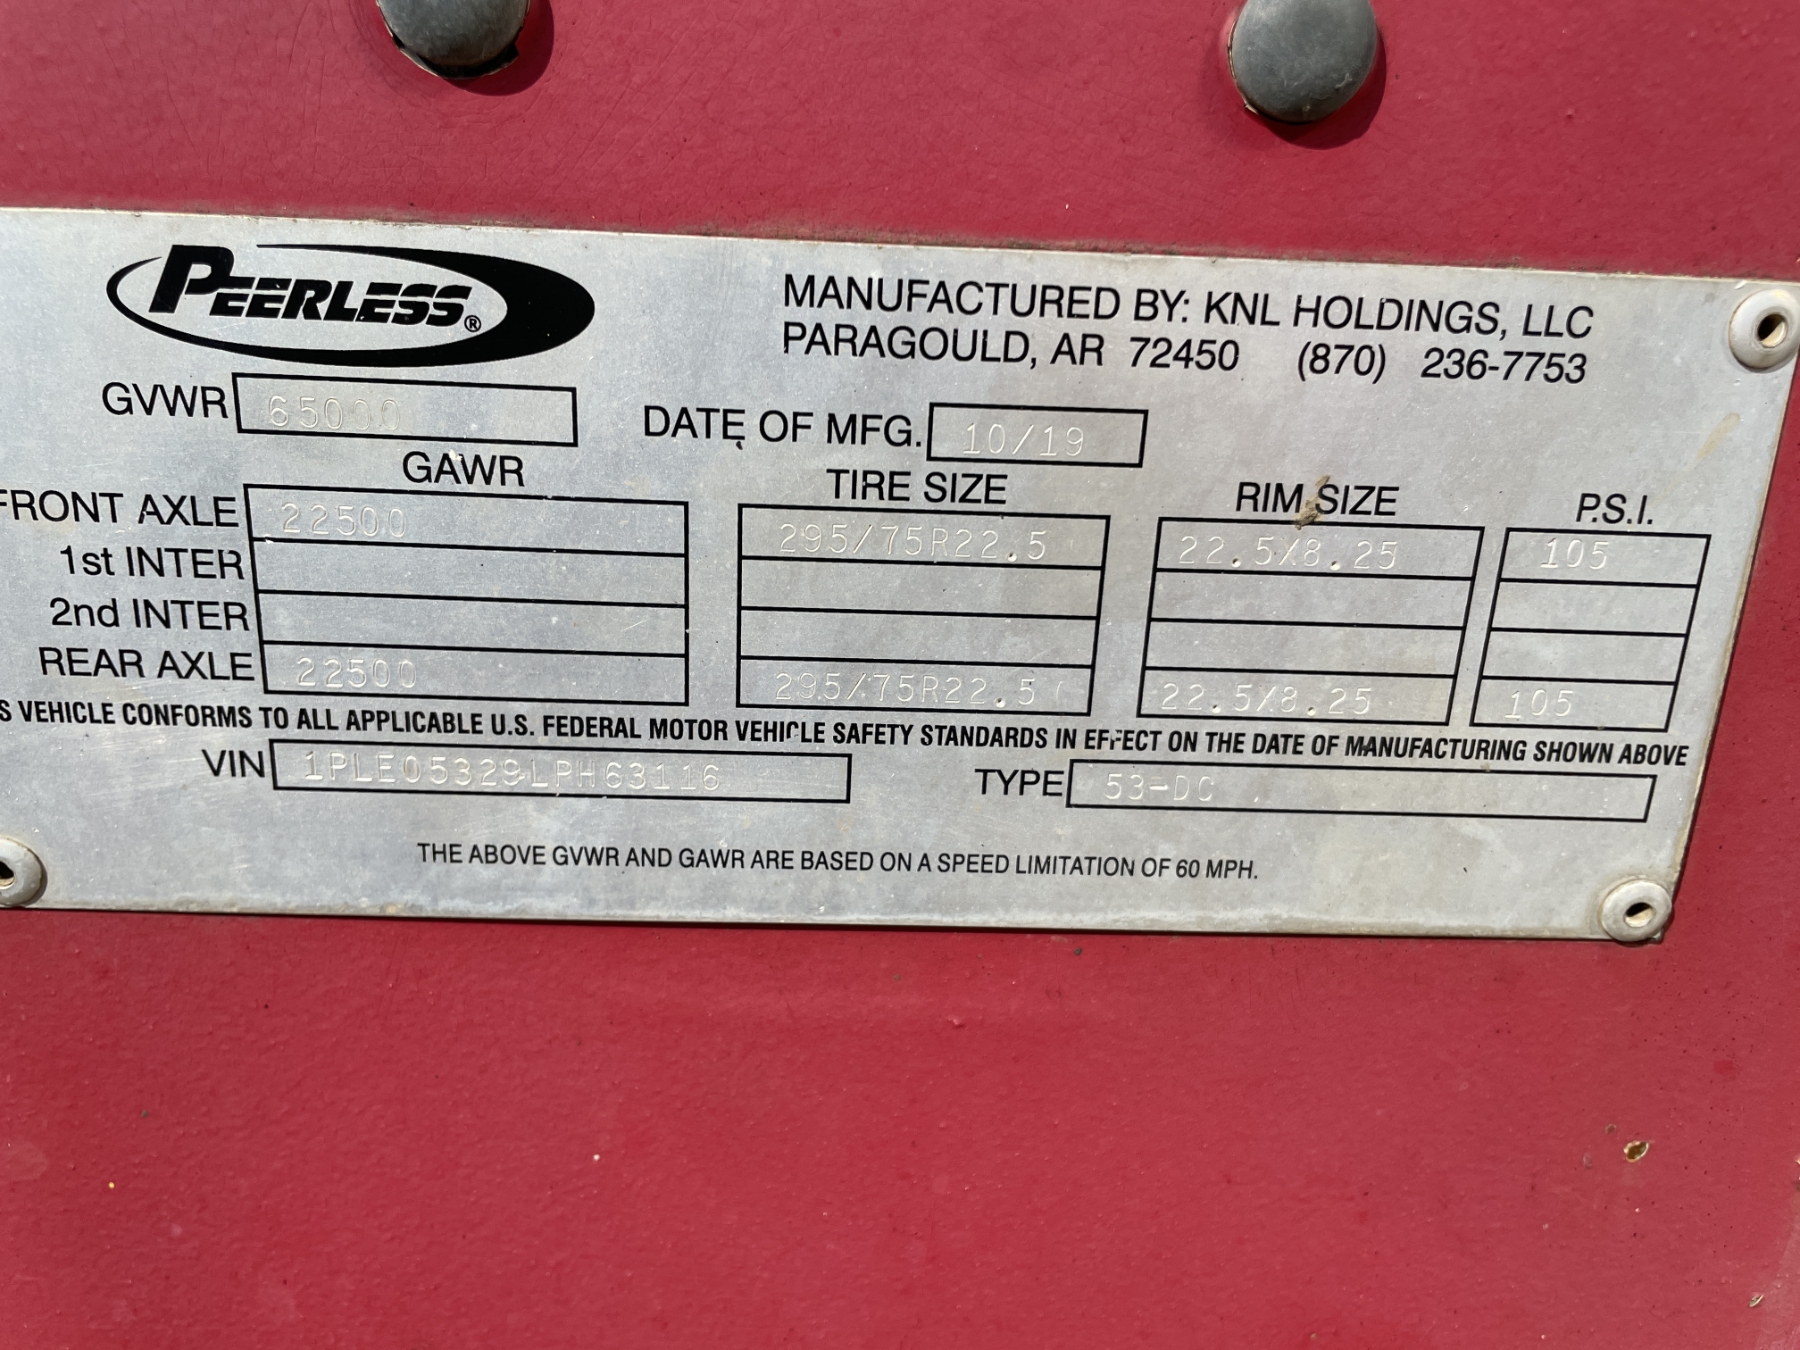 PEERLESS®
MANUFACTURED BY: KNL HOLDINGS, LLC
PARAGOULD, AR 72450 (870) 236-7753
GVWR 65000 DATE OF MFG. 10/19
GAWR TIRE SIZE RIM SIZE P.S.I.
FRONT AXLE 22500 295/75R22.5 22.5X8.25 105
1st INTER
2nd INTER
REAR AXLE 22500 295/75R22.5 22.5X8.25 105
S VEHICLE CONFORMS TO ALL APPLICABLE U.S. FEDERAL MOTOR VEHICLE SAFETY STANDARDS IN EFFECT ON THE DATE OF MANUFACTURING SHOWN ABOVE
VIN 1PLE05329LPH63116 TYPE 53-DC
THE ABOVE GVWR AND GAWR ARE BASED ON A SPEED LIMITATION OF 60 MPH.